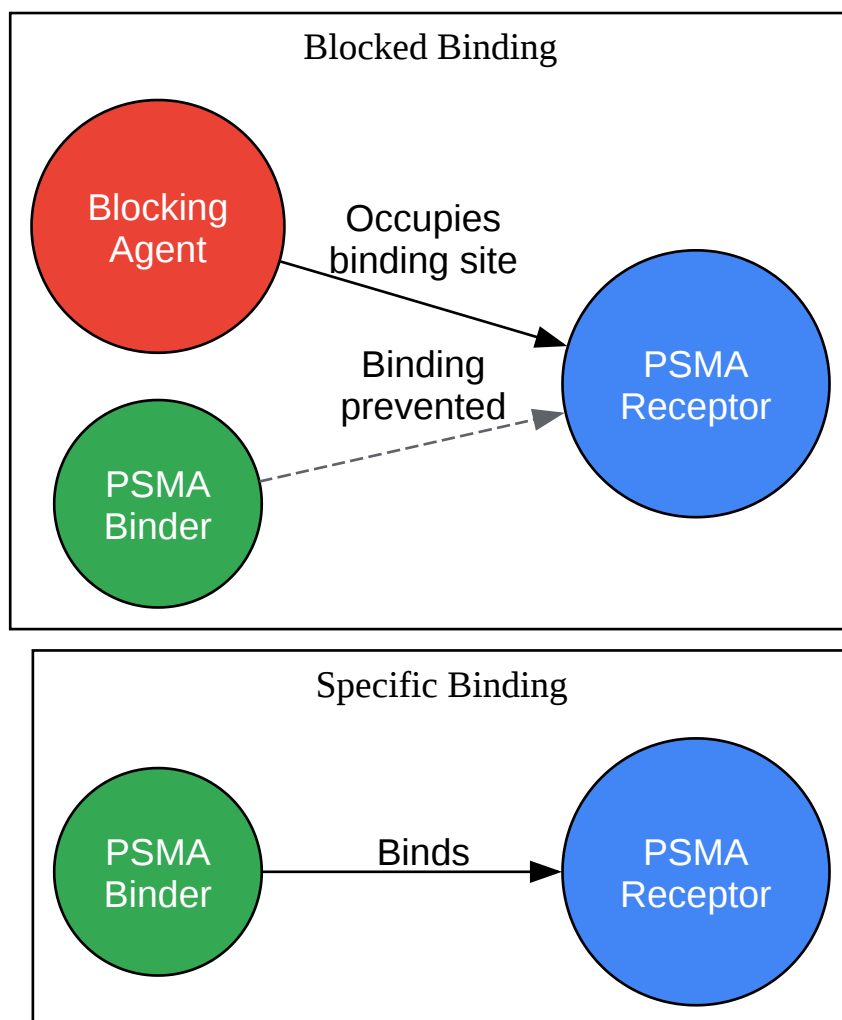 Blocked Binding
Blocking
Agent
Occupies
binding site
PSMA
Receptor
Binding
prevented
PSMA
Binder
Specific Binding
PSMA
Binder
Binds
PSMA
Receptor